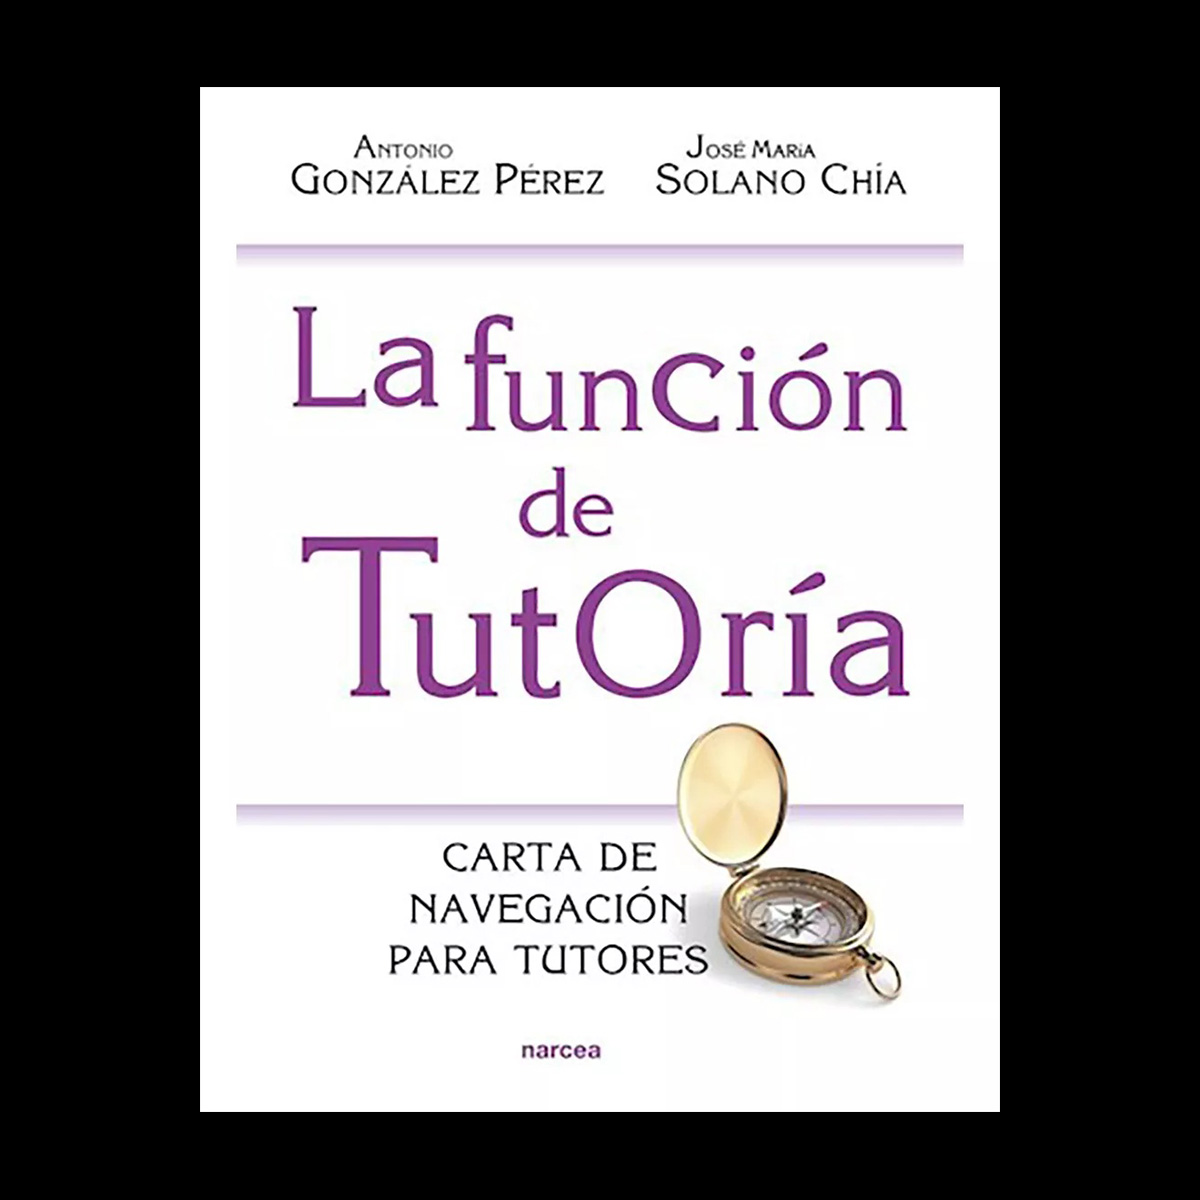 Antonio González Pérez
José María Solano Chía
La función
de
Tutoría
CARTA DE
NAVEGACIÓN
PARA TUTORES
narcea